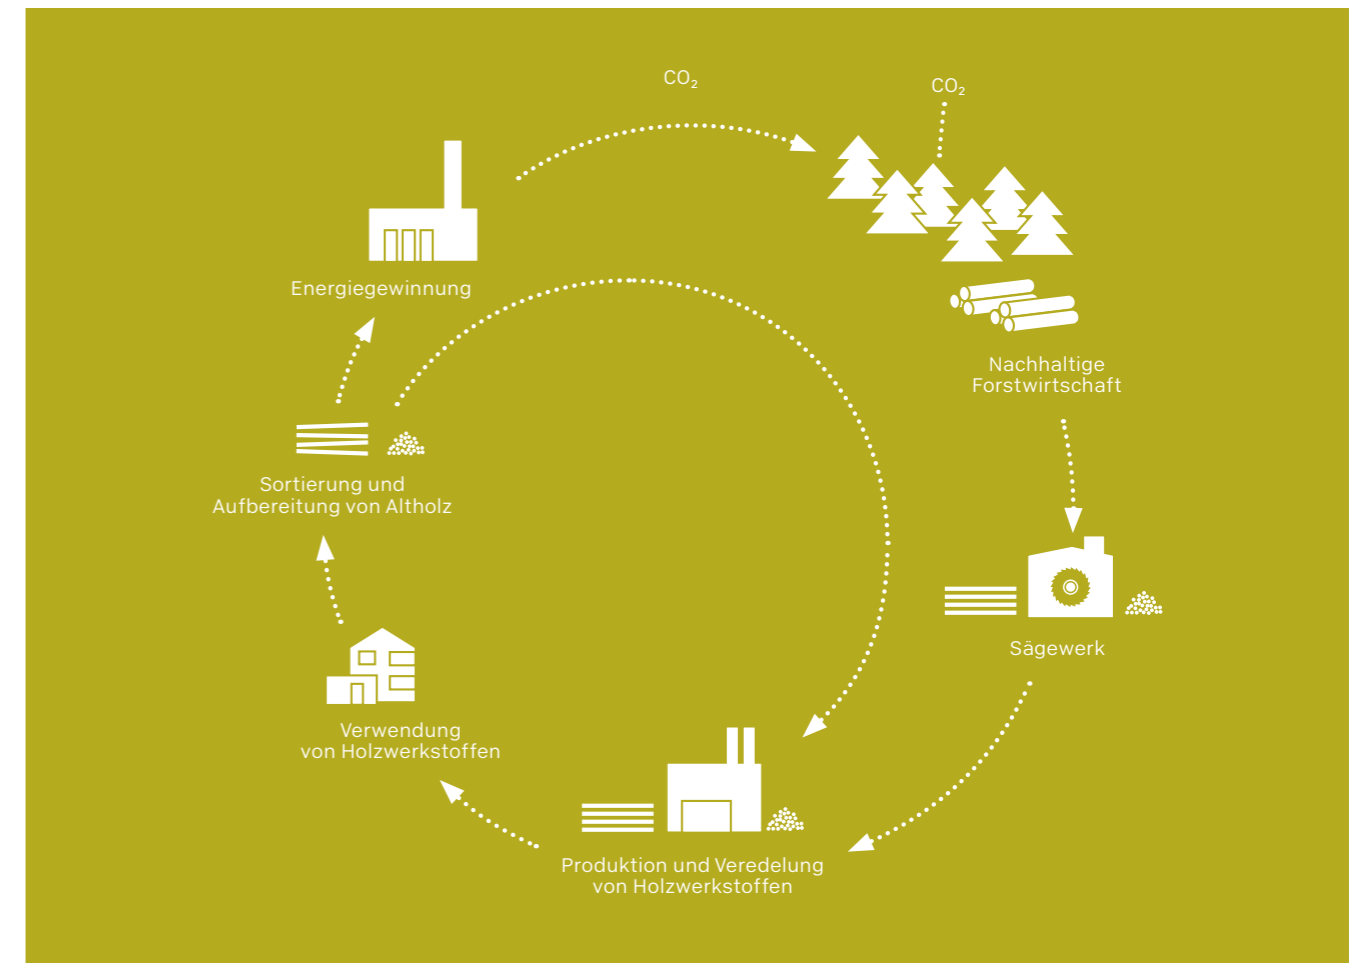 CO₂
CO₂
Energiegewinnung
Nachhaltige
Forstwirtschaft
Sortierung und
Aufbereitung von Altholz
Sägewerk
Verwendung
von Holzwerkstoffen
Produktion und Veredelung
von Holzwerkstoffen